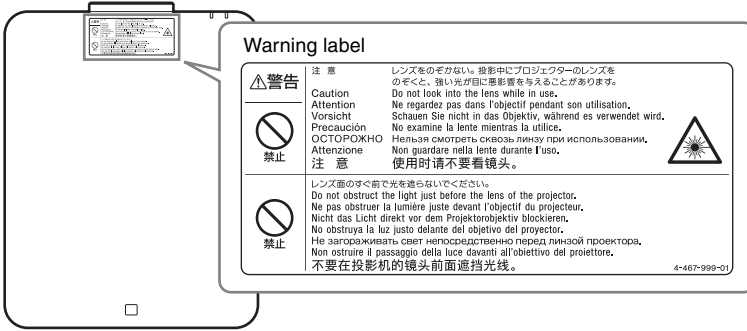 Warning label
警告
禁止
注 意 レンズをのぞかない。投影中にプロジェクターのレンズを
のぞくと、強い光が目に悪影響を与えることがあります。
Caution Do not look into the lens while in use.
Attention Ne regardez pas dans l'objectif pendant son utilisation.
Vorsicht Schauen Sie nicht in das Objektiv, während es verwendet wird.
Precaución No examine la lente mientras la utilice.
ОСТОРОЖНО Нельзя смотреть сквозь линзу при использовании.
Attenzione Non guardare nella lente durante l'uso.
注 意 使用时请不要看镜头。
禁止
レンズ面のすぐ前で光を遮らないでください。
Do not obstruct the light just before the lens of the projector.
Ne pas obstruer la lumière juste devant l'objectif du projecteur.
Nicht das Licht direkt vor dem Projektorobjektiv blockieren.
No obstruya la luz justo delante del objetivo del proyector.
Не загораживать свет непосредственно перед линзой проектора.
Non ostruire il passaggio della luce davanti all'obiettivo del proiettore.
不要在投影机的镜头前面遮挡光线。
4-467-999-01